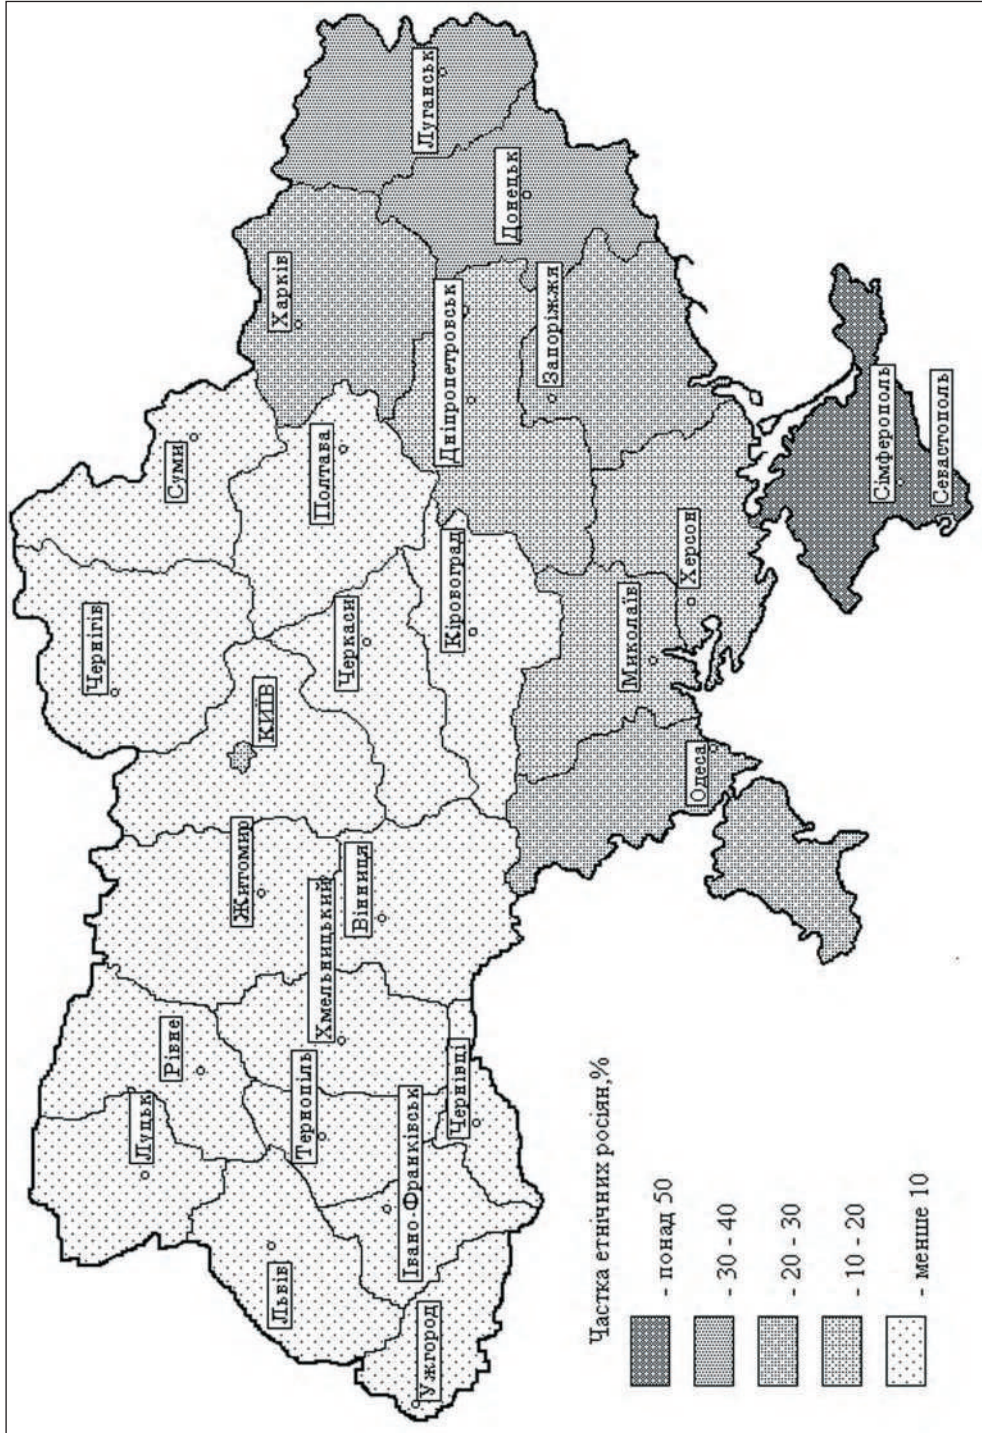 Луцьк
Рівне
Житомир
Чернігів
Суми
Харків
Луганськ
Львів
Тернопіль
Хмельницький
Вінниця
КИЇВ
Черкаси
Полтава
Дніпропетровськ
Донецьк
Ужгород
Івано-Франківськ
Чернівці
Кіровоград
Запоріжжя
Одеса
Миколаїв
Херсон
Сімферополь
Севастополь
Частка етнічних росіян,%
- понад 50
- 30 - 40
- 20 - 30
- 10 - 20
- менше 10